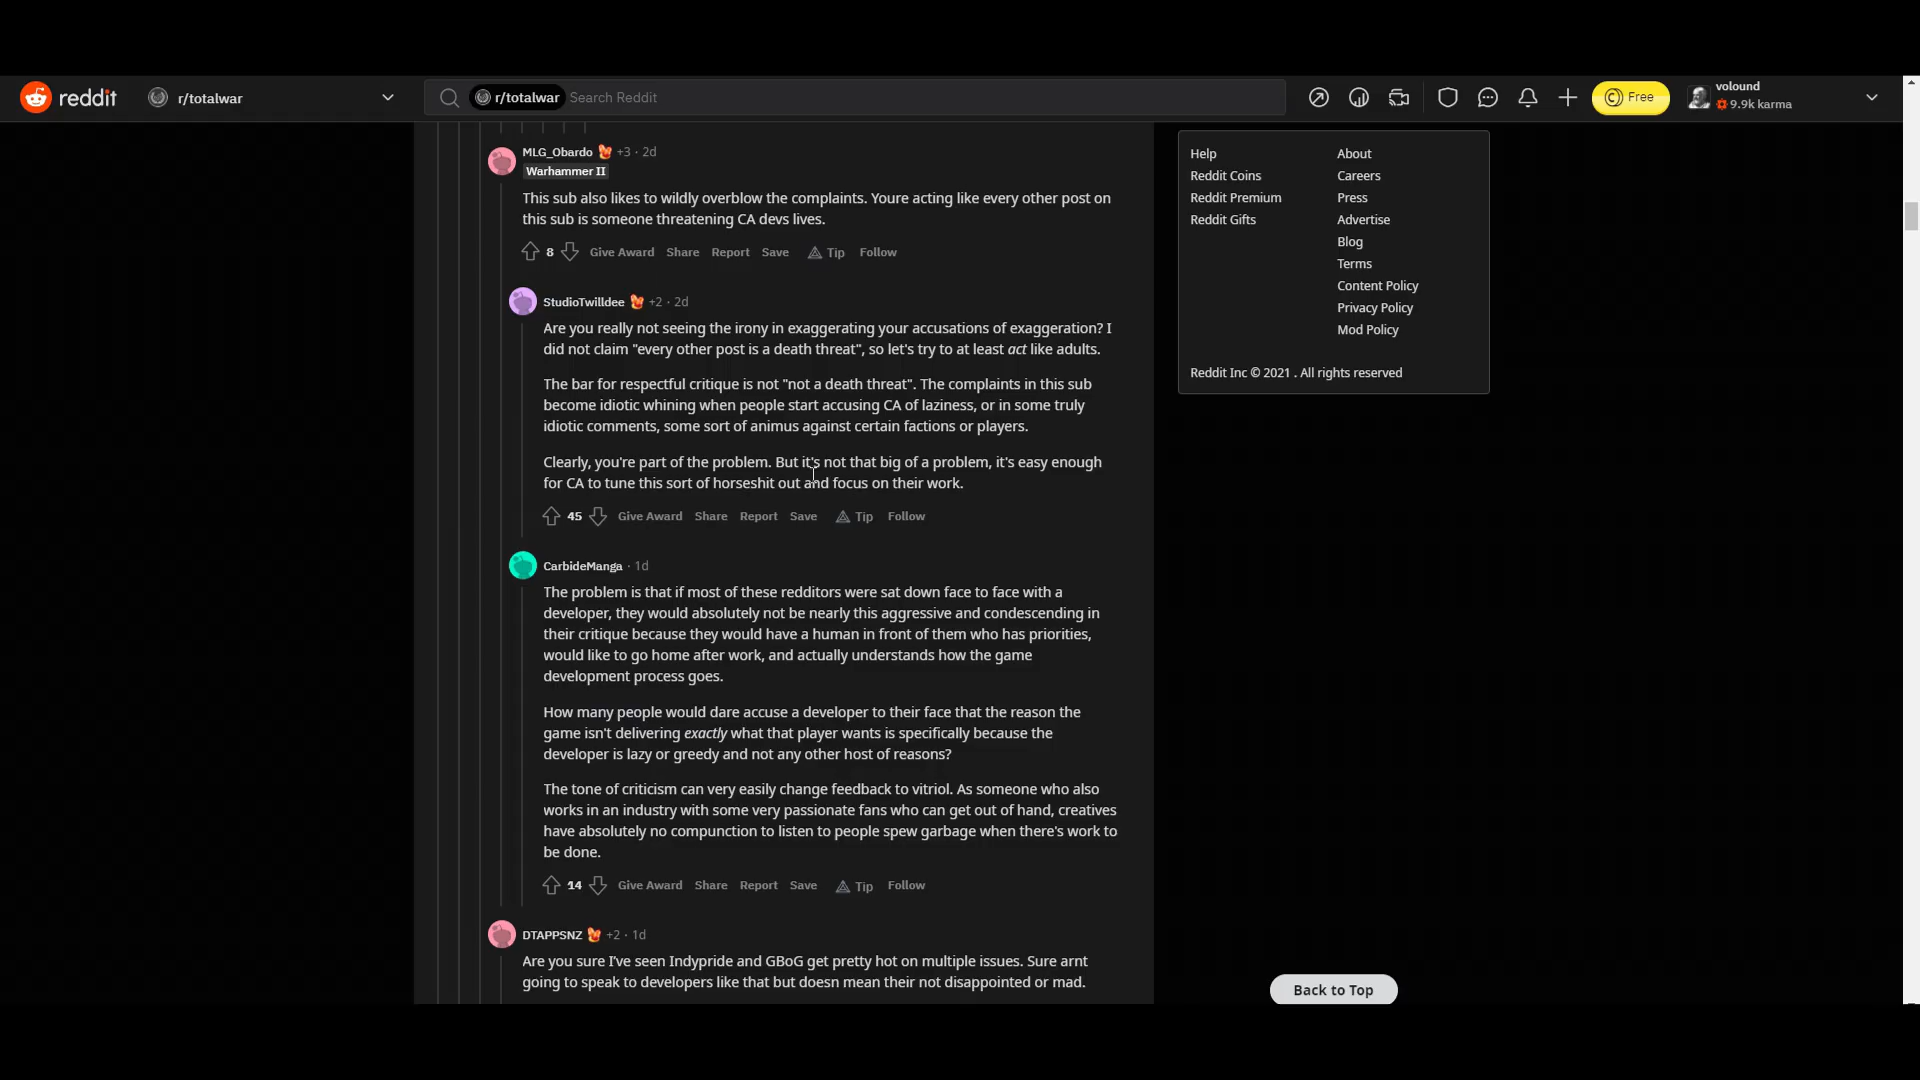 reddit
r/totalwar
r/totalwar Search Reddit
Free
volound
9.9k karma
MLG_Obardo +3 · 2d
Warhammer II
This sub also likes to wildly overblow the complaints. Youre acting like every other post on
this sub is someone threatening CA devs lives.
8 Give Award Share Report Save Tip Follow
StudioTwilldee +2 · 2d
Are you really not seeing the irony in exaggerating your accusations of exaggeration? I
did not claim "every other post is a death threat", so let's try to at least act like adults.
The bar for respectful critique is not "not a death threat". The complaints in this sub
become idiotic whining when people start accusing CA of laziness, or in some truly
idiotic comments, some sort of animus against certain factions or players.
Clearly, you're part of the problem. But it's not that big of a problem, it's easy enough
for CA to tune this sort of horseshit out and focus on their work.
45 Give Award Share Report Save Tip Follow
CarbideManga · 1d
The problem is that if most of these redditors were sat down face to face with a
developer, they would absolutely not be nearly this aggressive and condescending in
their critique because they would have a human in front of them who has priorities,
would like to go home after work, and actually understands how the game
development process goes.
How many people would dare accuse a developer to their face that the reason the
game isn't delivering exactly what that player wants is specifically because the
developer is lazy or greedy and not any other host of reasons?
The tone of criticism can very easily change feedback to vitriol. As someone who also
works in an industry with some very passionate fans who can get out of hand, creatives
have absolutely no compunction to listen to people spew garbage when there's work to
be done.
14 Give Award Share Report Save Tip Follow
DTAPPSNZ +2 · 1d
Are you sure I've seen Indypride and GBoG get pretty hot on multiple issues. Sure arnt
going to speak to developers like that but doesn mean their not disappointed or mad.
Help
Reddit Coins
Reddit Premium
Reddit Gifts
About
Careers
Press
Advertise
Blog
Terms
Content Policy
Privacy Policy
Mod Policy
Reddit Inc © 2021 . All rights reserved
Back to Top